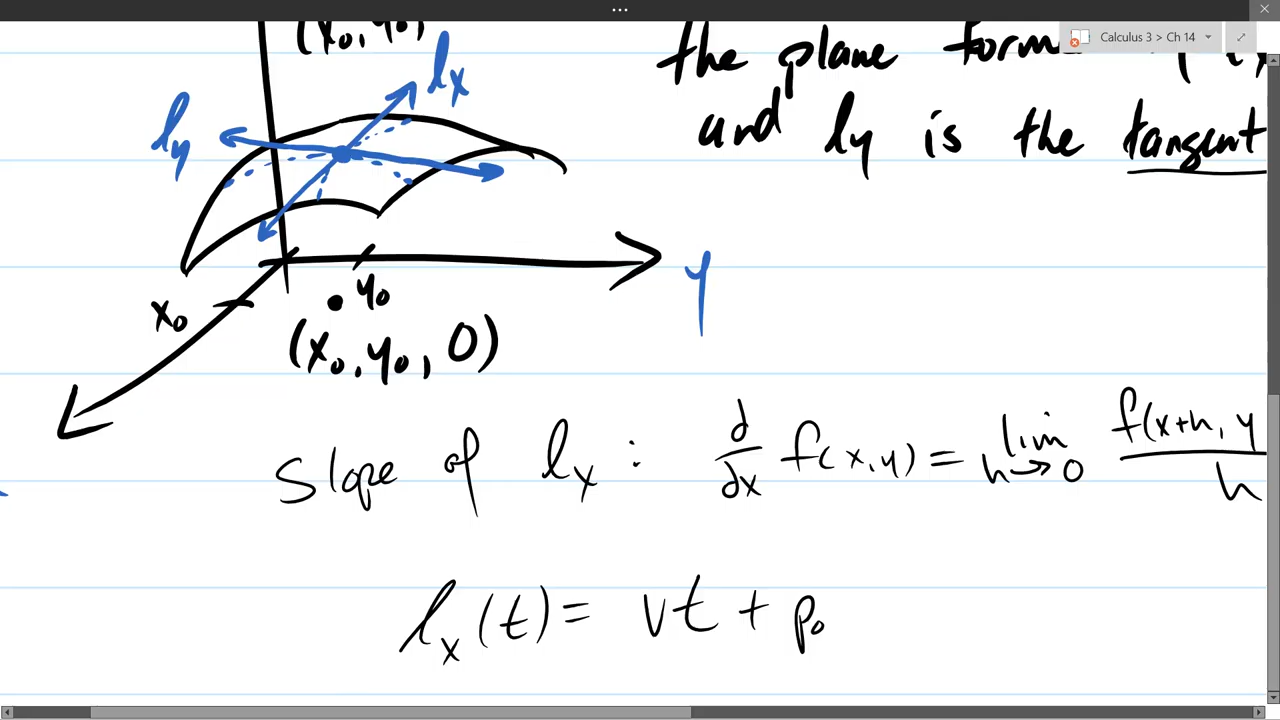 (x₀, y₀)
the plane
Calculus 3 > Ch 14
lx
ly
and ly is the tangent
y
x₀
y₀
(x₀, y₀, 0)
Slope of lx : d/dx f(x,y) = lim h→0 f(x+h, y / h
lx(t) = vt + p₀